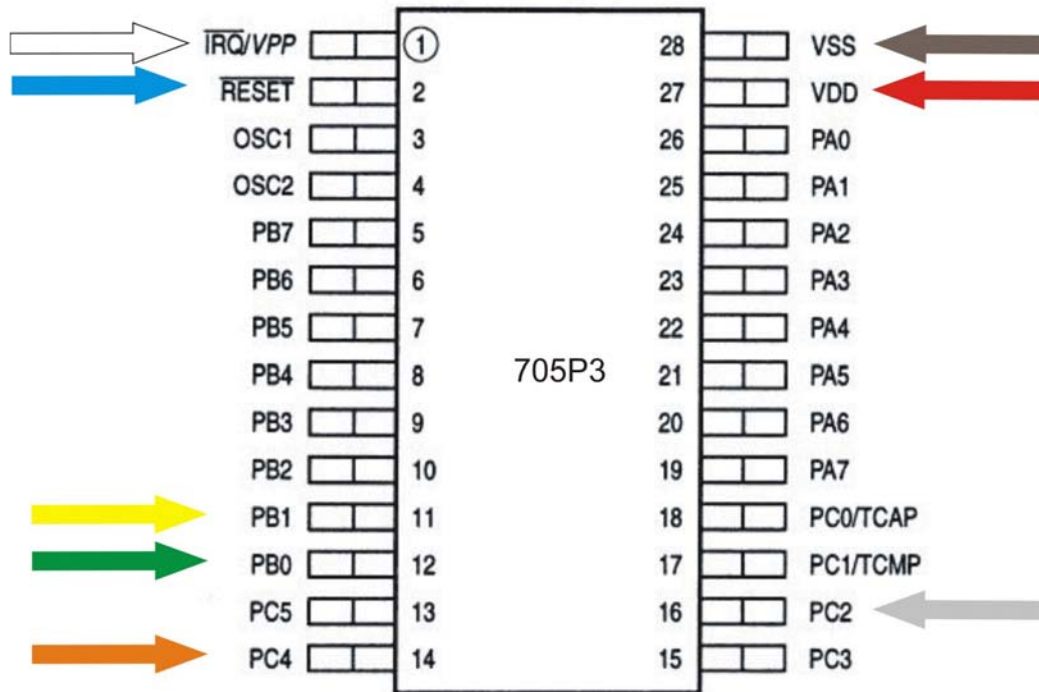 IRQ/VPP 1 28 VSS
RESET 2 27 VDD
OSC1 3 26 PA0
OSC2 4 25 PA1
PB7 5 24 PA2
PB6 6 23 PA3
PB5 7 22 PA4
705P3
PB4 8 21 PA5
PB3 9 20 PA6
PB2 10 19 PA7
PB1 11 18 PC0/TCAP
PB0 12 17 PC1/TCMP
PC5 13 16 PC2
PC4 14 15 PC3